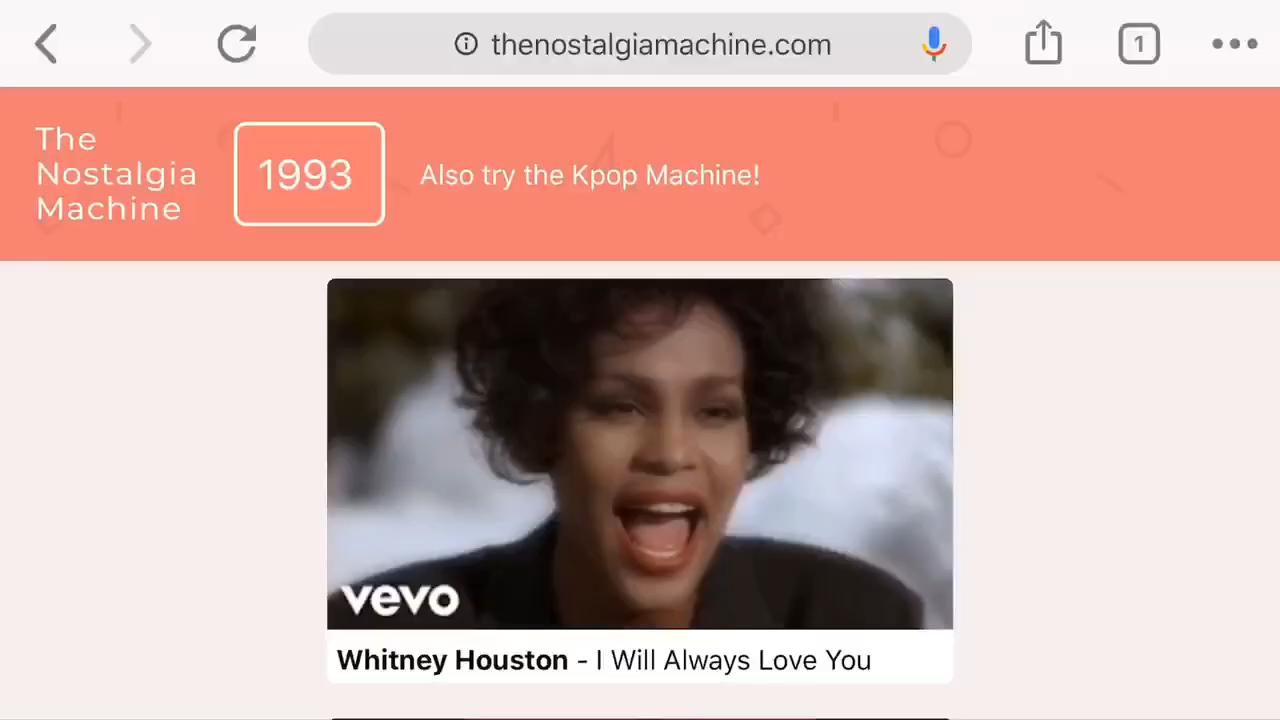 thenostalgiamachine.com
1
The
Nostalgia
Machine
1993
Also try the Kpop Machine!
vevo
Whitney Houston - I Will Always Love You